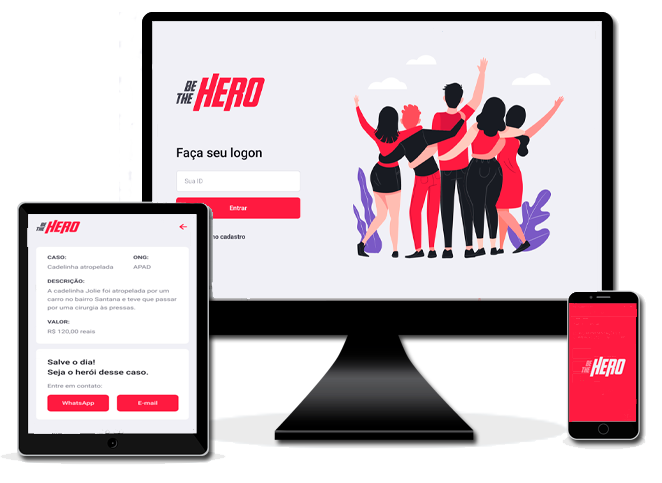 BE
THE HERO
Faça seu logon
Sua ID
Entrar
no cadastro
BE
THE HERO
CASO: ONG:
Cadelinha atropelada APAD
DESCRIÇÃO:
A cadelinha Jolie foi atropelada por um
carro no bairro Santana e teve que passar
por uma cirurgia às pressas.
VALOR:
R$ 120,00 reais
Salve o dia!
Seja o herói desse caso.
Entre em contato:
WhatsApp E-mail
BE
THE HERO